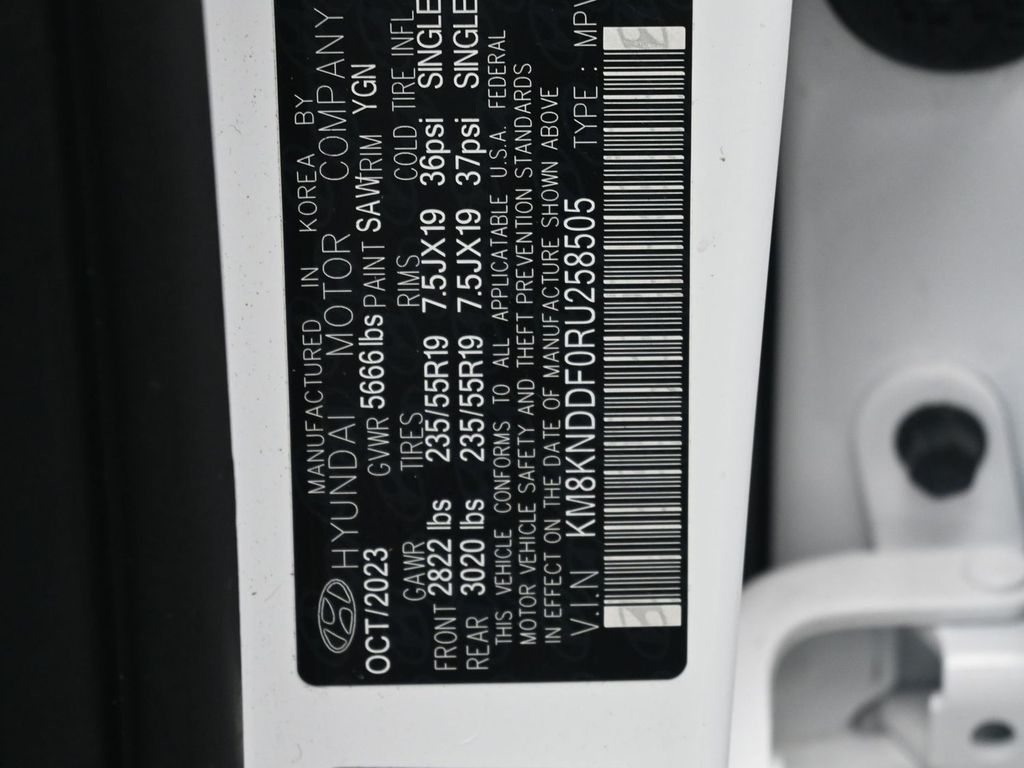 MANUFACTURED IN KOREA BY
HYUNDAI MOTOR COMPANY
OCT/2023 GVWR 5666lbs PAINT SAW RIM YGN
GAWR TIRES RIMS COLD TIRE INFL
FRONT 2822 lbs 235/55R19 7.5JX19 36psi SINGLE
REAR 3020 lbs 235/55R19 7.5JX19 37psi SINGLE
THIS VEHICLE CONFORMS TO ALL APPLICATABLE U.S.A. FEDERAL
MOTOR VEHICLE SAFETY AND THEFT PREVENTION STANDARDS
IN EFFECT ON THE DATE OF MANUFACTURE SHOWN ABOVE
V.I.N KM8KNDDF0RU258505 TYPE : MPV